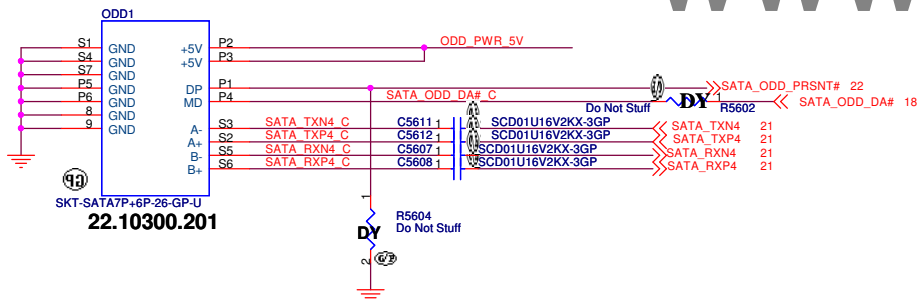 ODD1
S1 GND +5V P2 ODD_PWR_5V
S4 GND +5V P3
S7 GND
P5 GND DP P1 SATA_ODD_PRSNT# 22
P6 GND MD P4 SATA_ODD_DA#_C Do Not Stuff DY 1 R5602 SATA_ODD_DA# 18
8 GND
9 GND A- S3 SATA_TXN4_C C5611 1 SCD01U16V2KX-3GP SATA_TXN4 21
A+ S2 SATA_TXP4_C C5612 1 SCD01U16V2KX-3GP SATA_TXP4 21
B- S5 SATA_RXN4_C C5607 1 SCD01U16V2KX-3GP SATA_RXN4 21
B+ S6 SATA_RXP4_C C5608 1 SCD01U16V2KX-3GP SATA_RXP4 21
GP
SKT-SATA7P+6P-26-GP-U
22.10300.201
1
R5604
DY Do Not Stuff
2